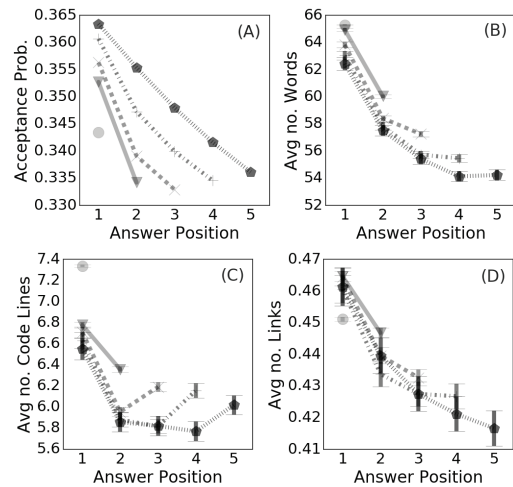 (A)
Acceptance Prob.
0.365
0.360
0.355
0.350
0.345
0.340
0.335
0.330
1 2 3 4 5
Answer Position
(B)
Avg no. Words
66
64
62
60
58
56
54
52
1 2 3 4 5
Answer Position
(C)
Avg no. Code Lines
7.4
7.2
7.0
6.8
6.6
6.4
6.2
6.0
5.8
5.6
1 2 3 4 5
Answer Position
(D)
Avg no. Links
0.47
0.46
0.45
0.44
0.43
0.42
0.41
1 2 3 4 5
Answer Position